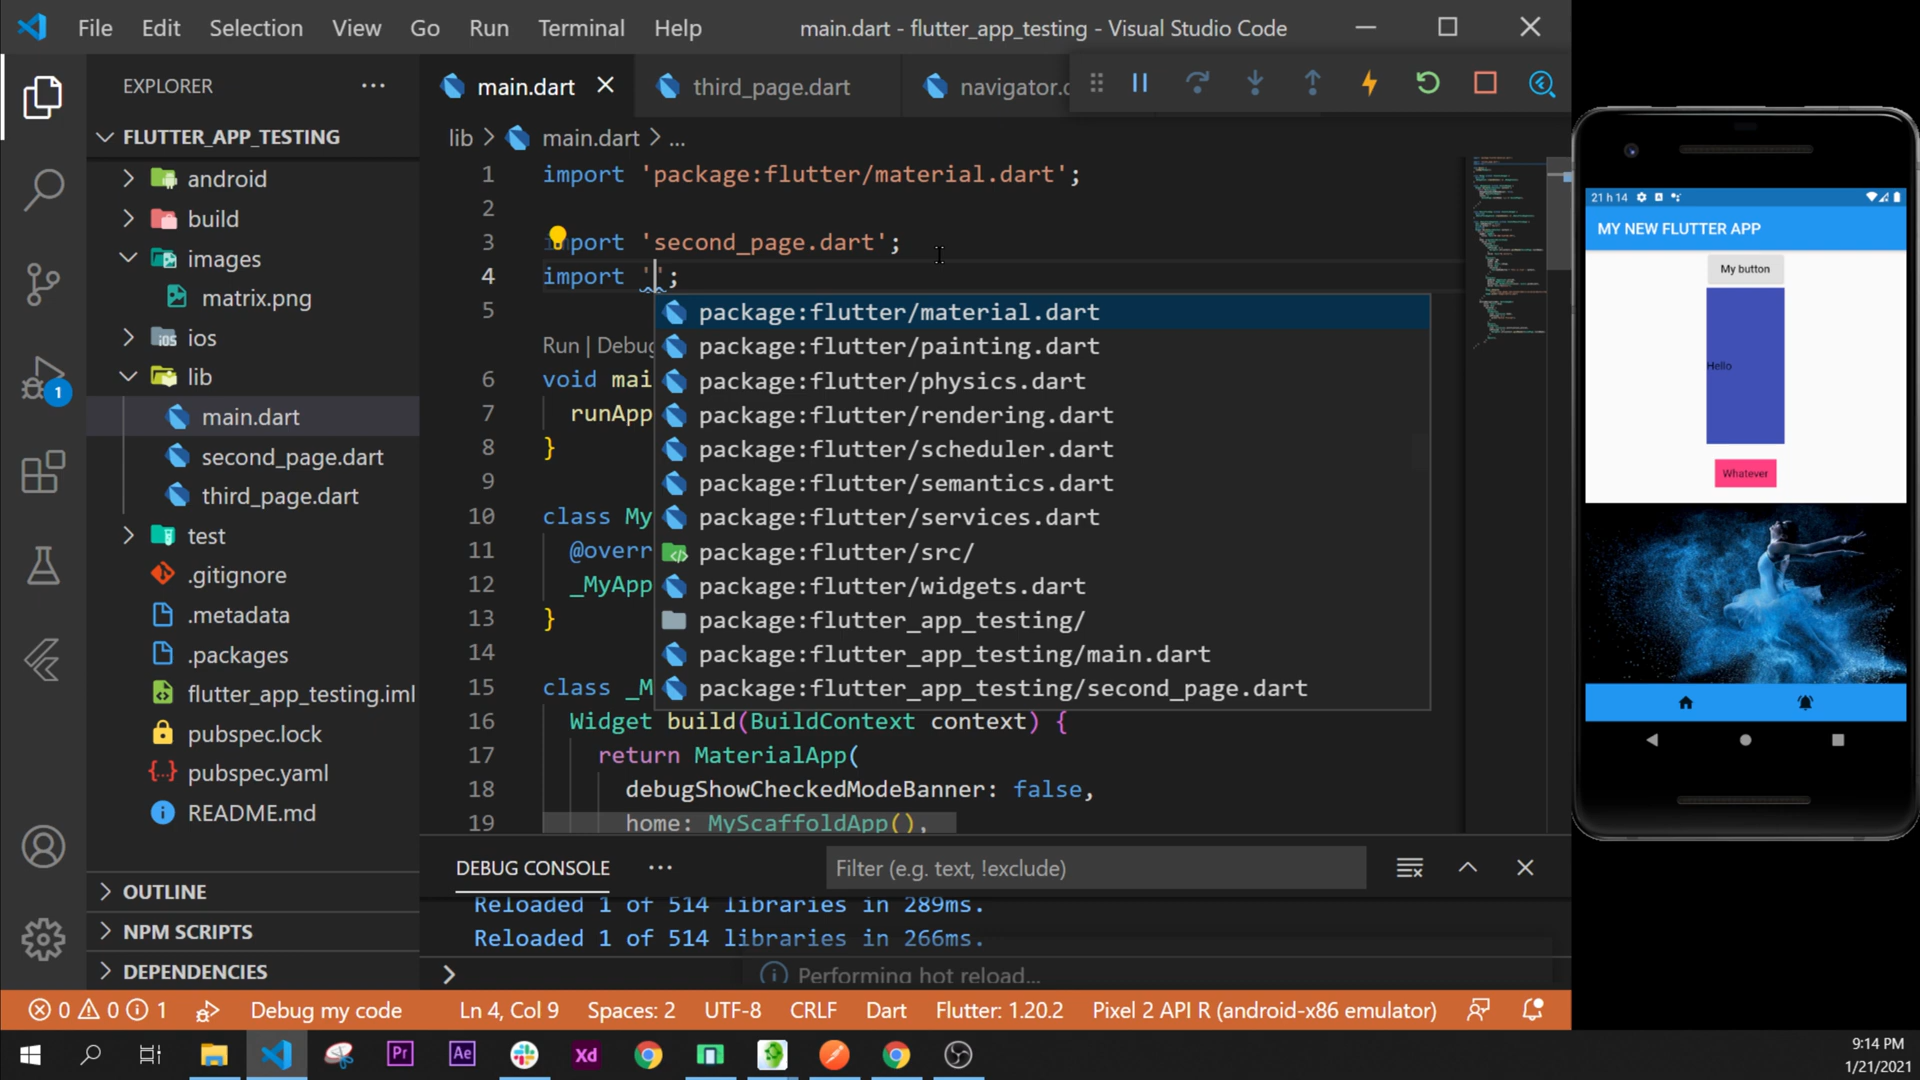 File Edit Selection View Go Run Terminal Help
main.dart - flutter_app_testing - Visual Studio Code
EXPLORER
FLUTTER_APP_TESTING
android
build
images
matrix.png
ios
lib
main.dart
second_page.dart
third_page.dart
test
.gitignore
.metadata
.packages
flutter_app_testing.iml
pubspec.lock
pubspec.yaml
README.md
OUTLINE
NPM SCRIPTS
DEPENDENCIES
1
main.dart
third_page.dart
navigator.
lib > main.dart > ...
1 import 'package:flutter/material.dart';
2
3 import 'second_page.dart';
4 import '';
5
Run | Debug
6 void mai
7 runApp
8 }
9
10 class My
11 @overr
12 _MyApp
13 }
14
15 class _M
16 Widget build(BuildContext context) {
17 return MaterialApp(
18 debugShowCheckedModeBanner: false,
19 home: MyScaffoldApp(),
package:flutter/material.dart
package:flutter/painting.dart
package:flutter/physics.dart
package:flutter/rendering.dart
package:flutter/scheduler.dart
package:flutter/semantics.dart
package:flutter/services.dart
package:flutter/src/
package:flutter/widgets.dart
package:flutter_app_testing/
package:flutter_app_testing/main.dart
package:flutter_app_testing/second_page.dart
DEBUG CONSOLE
Filter (e.g. text, !exclude)
Reloaded 1 of 514 libraries in 289ms.
Reloaded 1 of 514 libraries in 266ms.
Performing hot reload...
0 0 1 Debug my code Ln 4, Col 9 Spaces: 2 UTF-8 CRLF Dart Flutter: 1.20.2 Pixel 2 API R (android-x86 emulator)
21 h 14
MY NEW FLUTTER APP
My button
Hello
Whatever
Pr Ae Xd
9:14 PM
1/21/2021